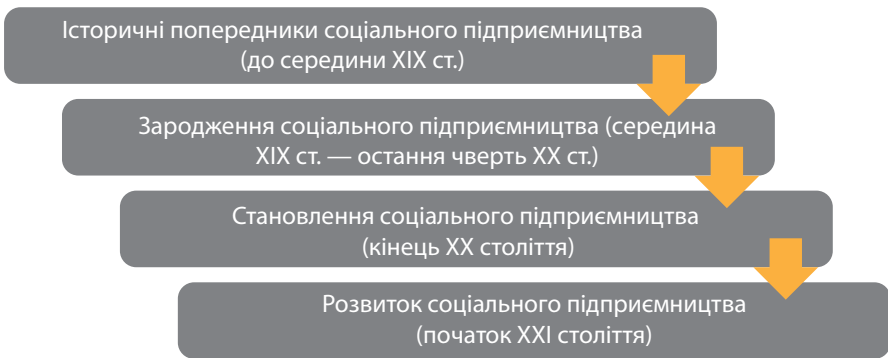 Історичні попередники соціального підприємництва
(до середини XIX ст.)
Зародження соціального підприємництва (середина
XIX ст. — остання чверть XX ст.)
Становлення соціального підприємництва
(кінець XX століття)
Розвиток соціального підприємництва
(початок XXI століття)